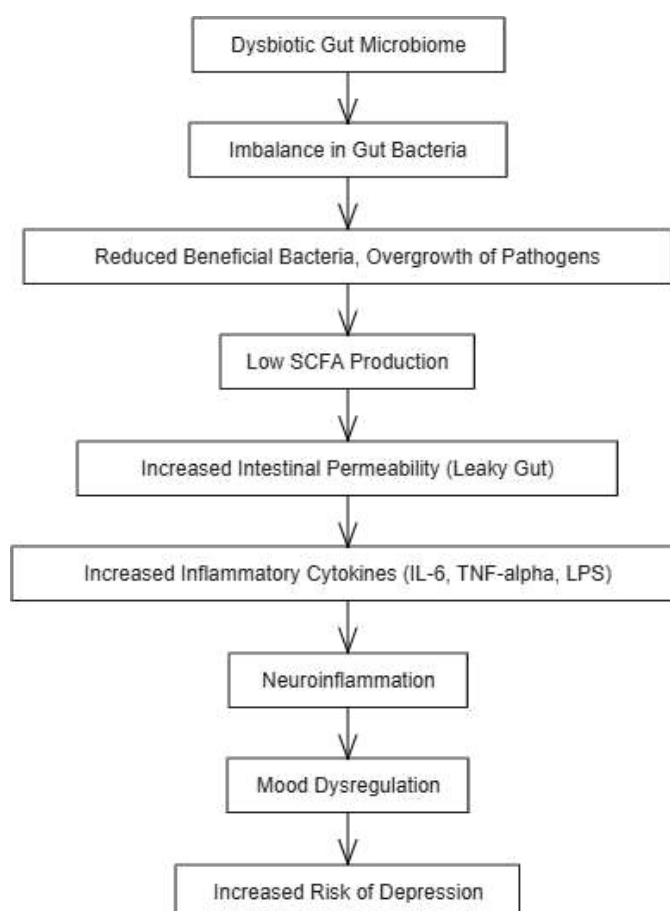 Dysbiotic Gut Microbiome
Imbalance in Gut Bacteria
Reduced Beneficial Bacteria, Overgrowth of Pathogens
Low SCFA Production
Increased Intestinal Permeability (Leaky Gut)
Increased Inflammatory Cytokines (IL-6, TNF-alpha, LPS)
Neuroinflammation
Mood Dysregulation
Increased Risk of Depression